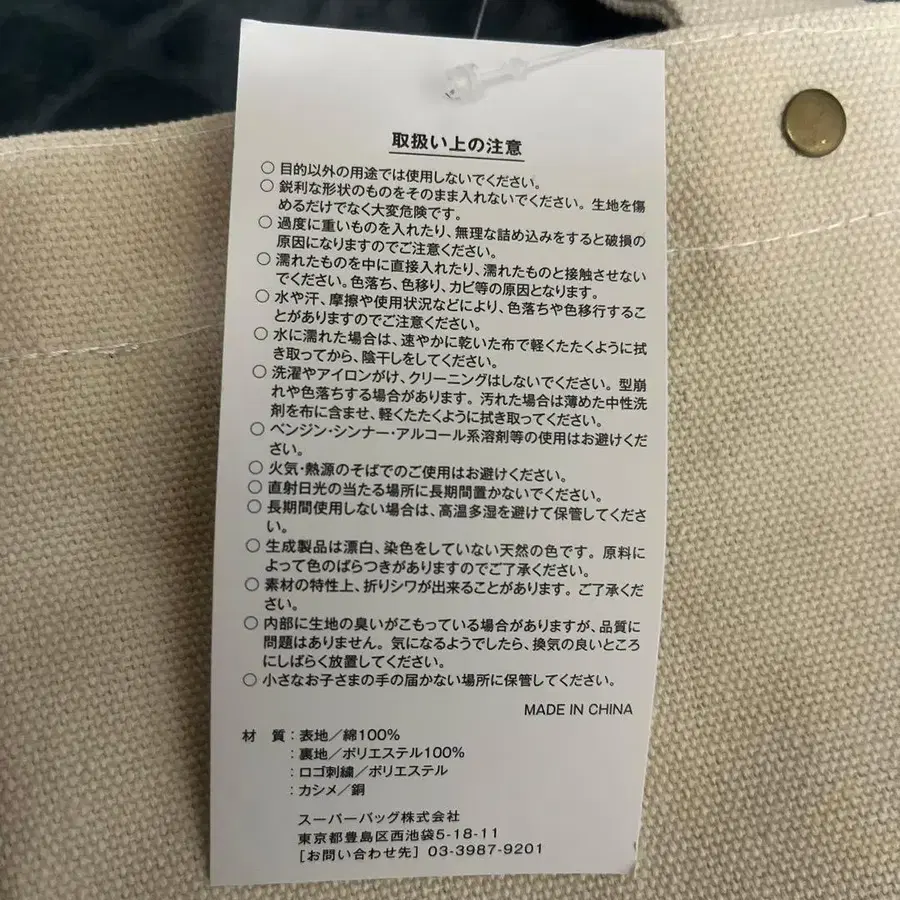 取扱い上の注意
○ 目的以外の用途では使用しないでください。
○ 鋭利な形状のものをそのまま入れないでください。生地を傷
めるだけでなく大変危険です。
○ 過度に重いものを入れたり、無理な詰め込みをすると破損の
原因になりますのでご注意ください。
○ 濡れたものを中に直接入れたり、濡れたものと接触させない
でください。色落ち、色移り、カビ等の原因となります。
○ 水や汗、摩擦や使用状況などにより、色落ちや色移行するこ
とがありますのでご注意ください。
○ 水に濡れた場合は、速やかに乾いた布で軽くたたくように拭
き取ってから、陰干しをしてください。
○ 洗濯やアイロンがけ、クリーニングはしないでください。型崩
れや色落ちする場合があります。汚れた場合は薄めた中性洗
剤を布に含ませ、軽くたたくように拭き取ってください。
○ ベンジン・シンナー・アルコール系溶剤等の使用はお避けくだ
さい。
○ 火気・熱源のそばでのご使用はお避けください。
○ 直射日光の当たる場所に長期間置かないでください。
○ 長期間使用しない場合は、高温多湿を避けて保管してくださ
い。
○ 生成製品は漂白、染色をしていない天然の色です。原料に
よって色のばらつきがありますのでご了承ください。
○ 素材の特性上、折りシワが出来ることがあります。ご了承くだ
さい。
○ 内部に生地の臭いがこもっている場合がありますが、品質に
問題はありません。気になるようでしたら、換気の良いところ
にしばらく放置してください。
○ 小さなお子さまの手の届かない場所に保管してください。
MADE IN CHINA
材 質：表地／綿100%
：裏地／ポリエステル100%
：ロゴ刺繍／ポリエステル
：カシメ／銅
スーパーバッグ株式会社
東京都豊島区西池袋5-18-11
［お問い合わせ先］03-3987-9201